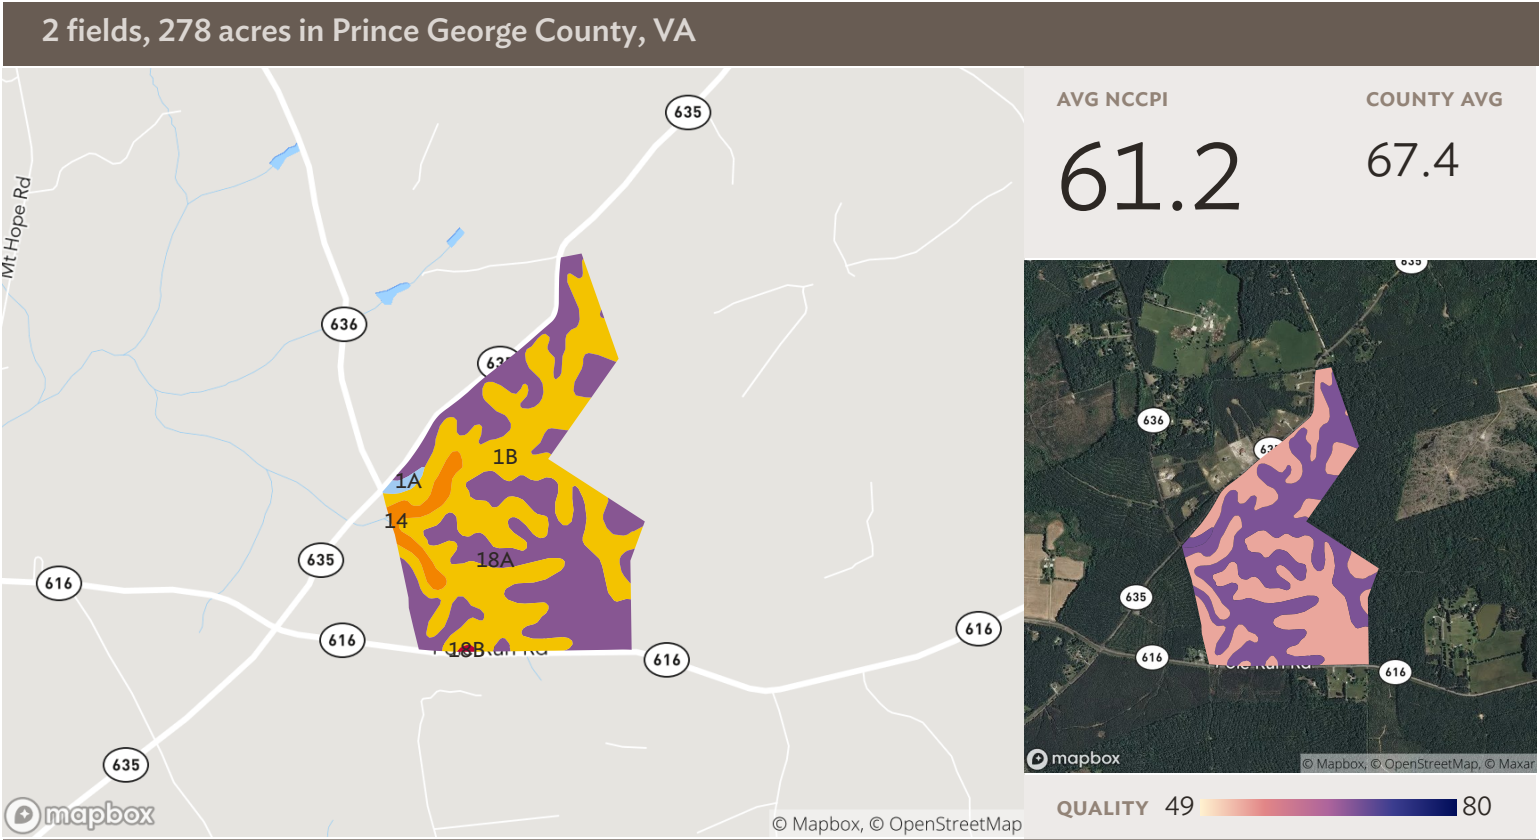 2 fields, 278 acres in Prince George County, VA
635
Mt Hope Rd
636
1B
1A
14
635
18A
616
616
616
18B
616
635
mapbox
© Mapbox, © OpenStreetMap
AVG NCCPI
COUNTY AVG
61.2
67.4
635
636
635
616
616
mapbox
© Mapbox, © OpenStreetMap, © Maxar
QUALITY
49
80